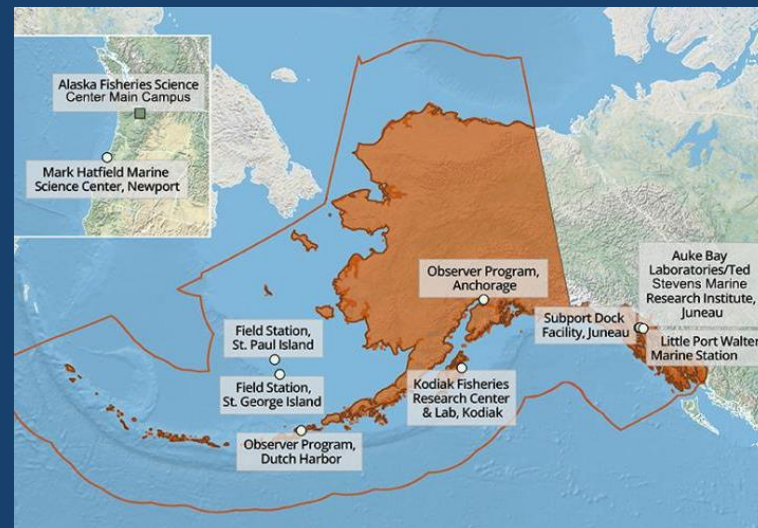 Alaska Fisheries Science
Center Main Campus
Mark Hatfield Marine
Science Center, Newport
Observer Program,
Anchorage
Auke Bay
Laboratories/Ted
Stevens Marine
Research Institute,
Juneau
Subport Dock
Facility, Juneau
Little Port Walter
Marine Station
Field Station,
St. Paul Island
Field Station,
St. George Island
Kodiak Fisheries
Research Center
& Lab, Kodiak
Observer Program,
Dutch Harbor